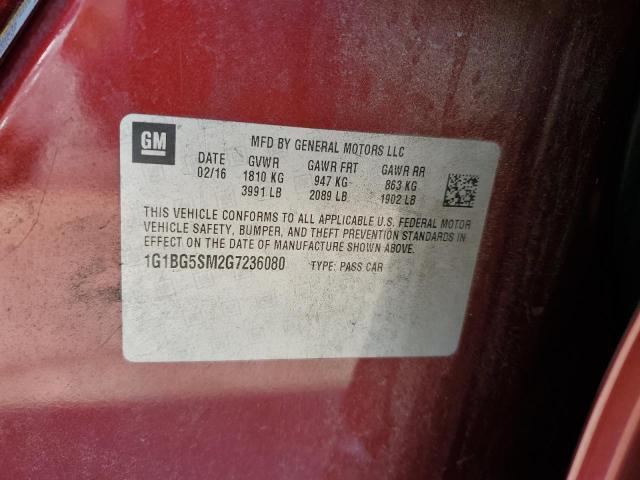 GM
MFD BY GENERAL MOTORS LLC
DATE GVWR GAWR FRT GAWR RR
02/16 1810 KG 947 KG 863 KG
3991 LB 2089 LB 1902 LB
THIS VEHICLE CONFORMS TO ALL APPLICABLE U.S. FEDERAL MOTOR
VEHICLE SAFETY, BUMPER, AND THEFT PREVENTION STANDARDS IN
EFFECT ON THE DATE OF MANUFACTURE SHOWN ABOVE.
1G1BG5SM2G7236080 TYPE: PASS CAR